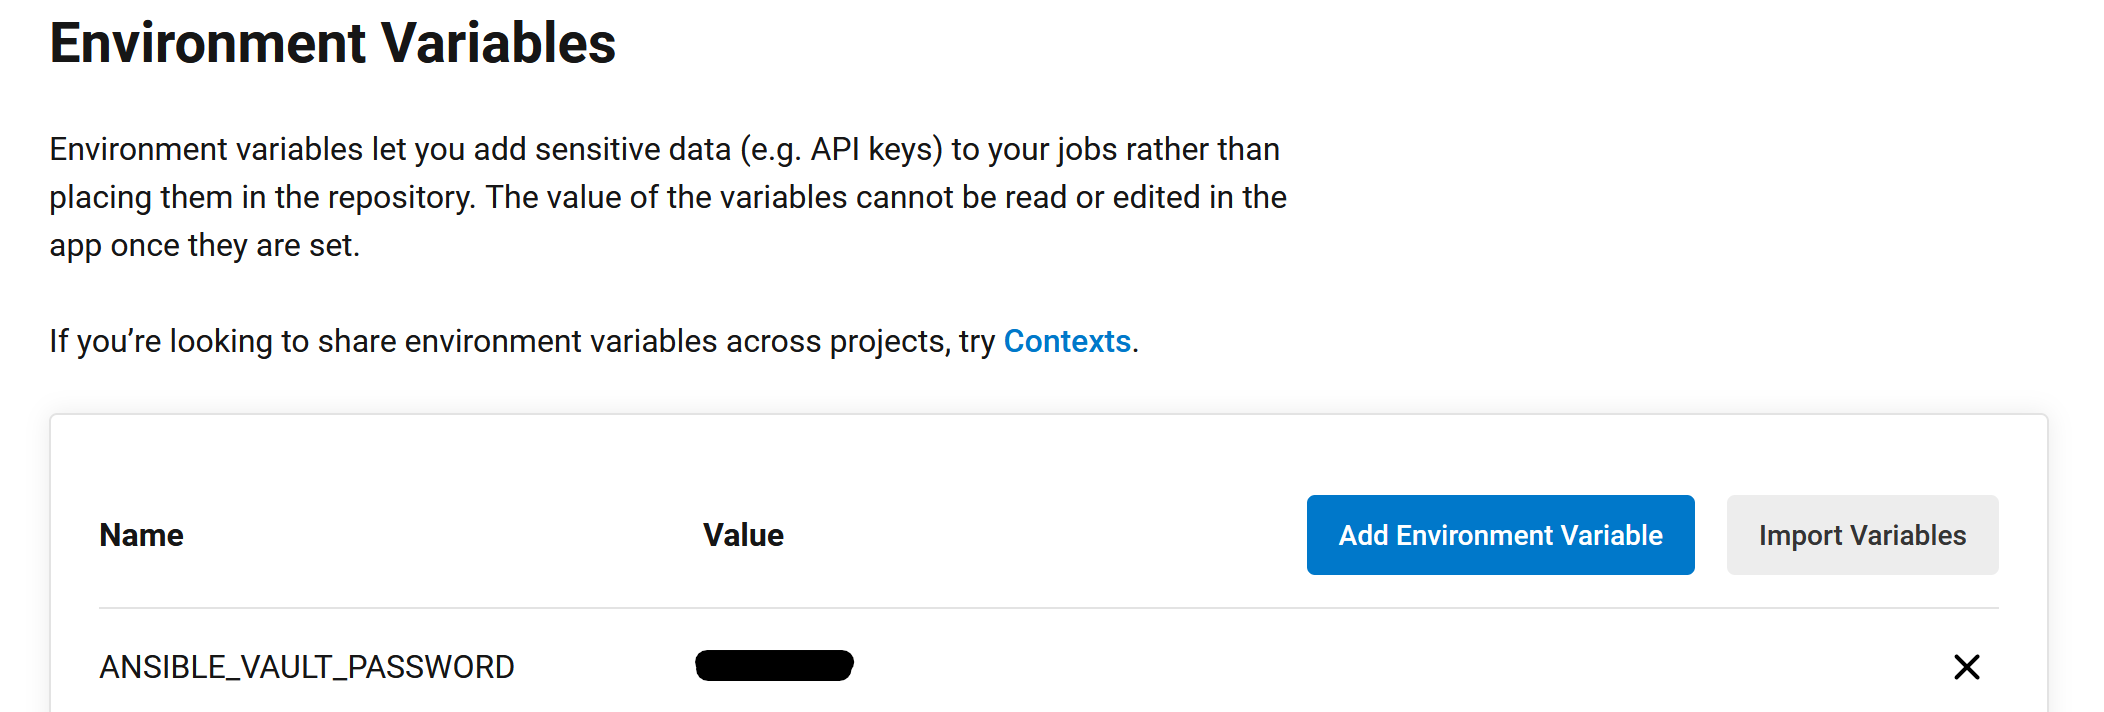 Environment Variables
Environment variables let you add sensitive data (e.g. API keys) to your jobs rather than
placing them in the repository. The value of the variables cannot be read or edited in the
app once they are set.
If you’re looking to share environment variables across projects, try Contexts.
Name Value Add Environment Variable Import Variables
ANSIBLE_VAULT_PASSWORD